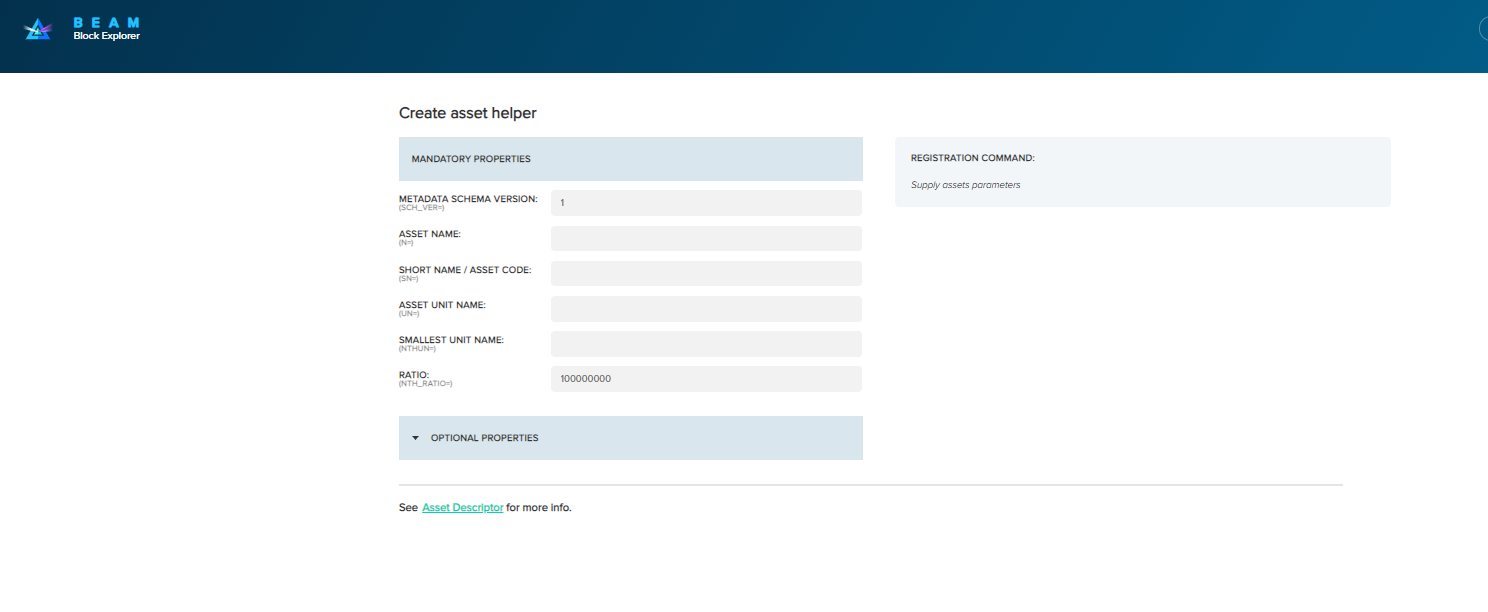 BEAM
Block Explorer
Create asset helper
MANDATORY PROPERTIES
METADATA SCHEMA VERSION:
(SCH_VER=)
1
ASSET NAME:
(N=)
SHORT NAME / ASSET CODE:
(SN=)
ASSET UNIT NAME:
(UN=)
SMALLEST UNIT NAME:
(NTHUN=)
RATIO:
(NTH_RATIO=)
100000000
OPTIONAL PROPERTIES
REGISTRATION COMMAND:
Supply assets parameters
See Asset Descriptor for more info.